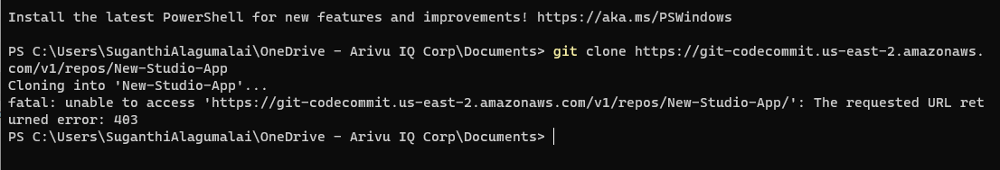 Install the latest PowerShell for new features and improvements! https://aka.ms/PSWindows
PS C:\Users\SuganthiAlagumalai\OneDrive - Arivu IQ Corp\Documents> git clone https://git-codecommit.us-east-2.amazonaws.
com/v1/repos/New-Studio-App
Cloning into 'New-Studio-App'...
fatal: unable to access 'https://git-codecommit.us-east-2.amazonaws.com/v1/repos/New-Studio-App/': The requested URL ret
urned error: 403
PS C:\Users\SuganthiAlagumalai\OneDrive - Arivu IQ Corp\Documents>